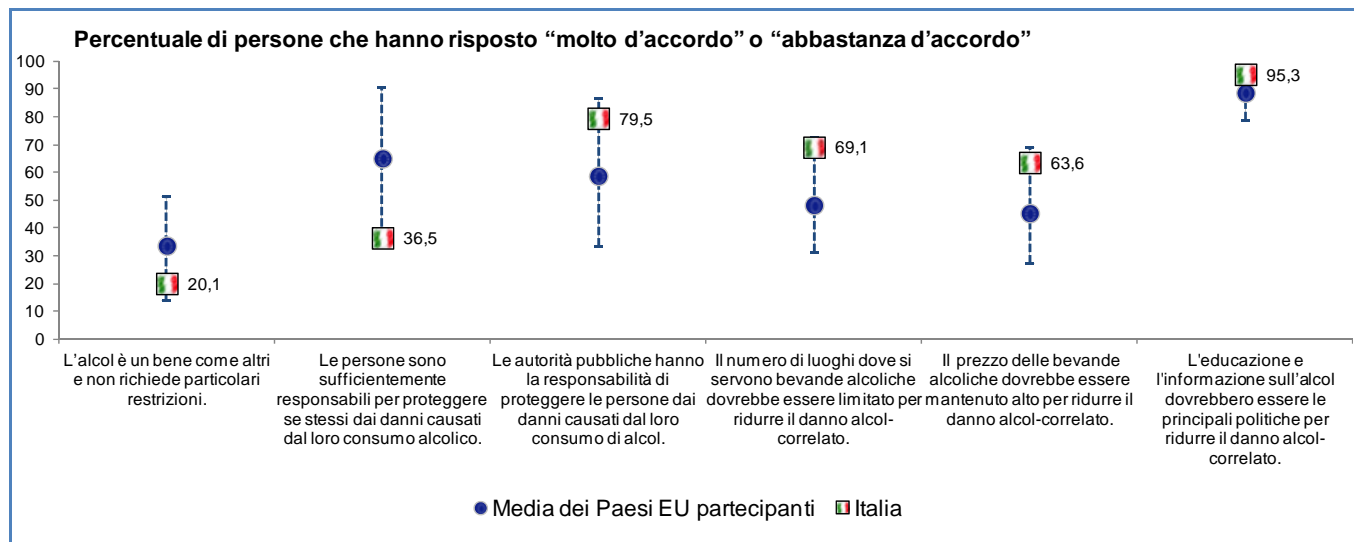 Percentuale di persone che hanno risposto “molto d’accordo” o “abbastanza d’accordo”
100
90
80
70
60
50
40
30
20
10
0
20,1
36,5
79,5
69,1
63,6
95,3
L’alcol è un bene come altri
e non richiede particolari
restrizioni.
Le persone sono
sufficientemente
responsabili per proteggere
se stessi dai danni causati
dal loro consumo alcolico.
Le autorità pubbliche hanno
la responsabilità di
proteggere le persone dai
danni causati dal loro
consumo di alcol.
Il numero di luoghi dove si
servono bevande alcoliche
dovrebbe essere limitato per
ridurre il danno alcol-
correlato.
Il prezzo delle bevande
alcoliche dovrebbe essere
mantenuto alto per ridurre il
danno alcol-correlato.
L'educazione e
l'informazione sull’alcol
dovrebbero essere le
principali politiche per
ridurre il danno alcol-
correlato.
Media dei Paesi EU partecipanti
Italia